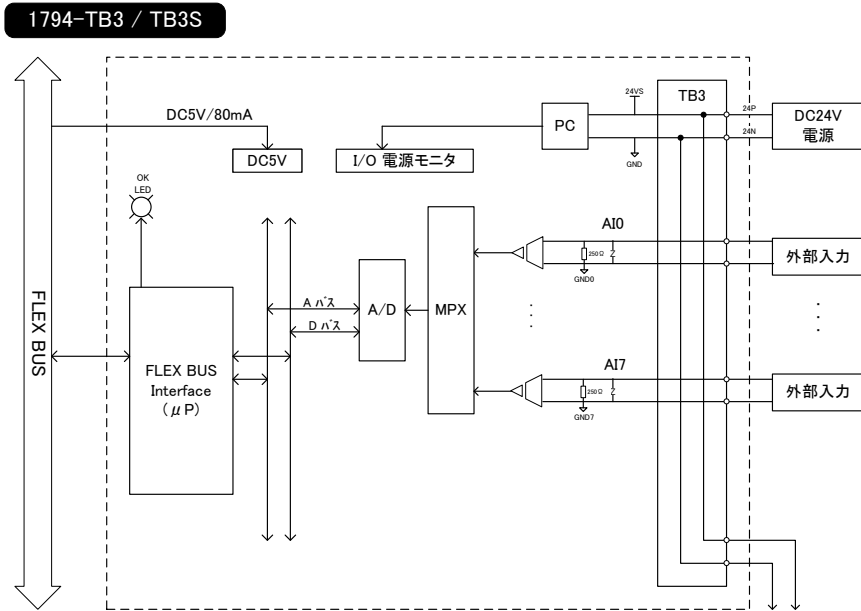 1794-TB3 / TB3S
DC5V/80mA
DC5V
I/O 電源モニタ
PC
24VS
GND
TB3
24P
24N
DC24V
電源
OK
LED
FLEX BUS
FLEX BUS
Interface
(μP)
A バス
D バス
A/D
MPX
AI0
250Ω
GND0
外部入力
AI7
250Ω
GND7
外部入力